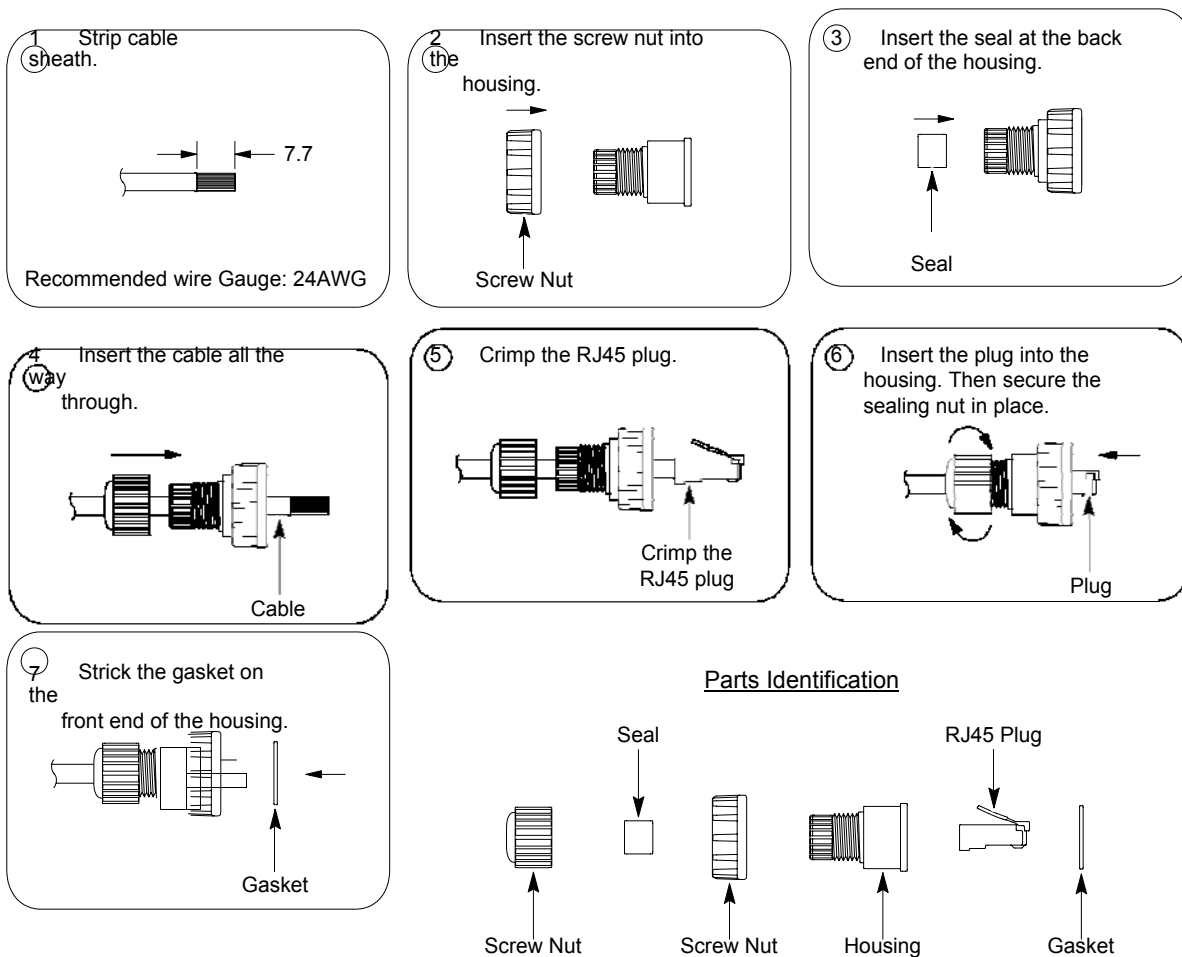 1 Strip cable
sheath.
7.7
Recommended wire Gauge: 24AWG
2 Insert the screw nut into
the
housing.
Screw Nut
3 Insert the seal at the back
end of the housing.
Seal
4 Insert the cable all the
way
through.
Cable
5 Crimp the RJ45 plug.
Crimp the
RJ45 plug
6 Insert the plug into the
housing. Then secure the
sealing nut in place.
Plug
7 Strick the gasket on
the
front end of the housing.
Gasket
Parts Identification
Seal
RJ45 Plug
Screw Nut
Screw Nut
Housing
Gasket